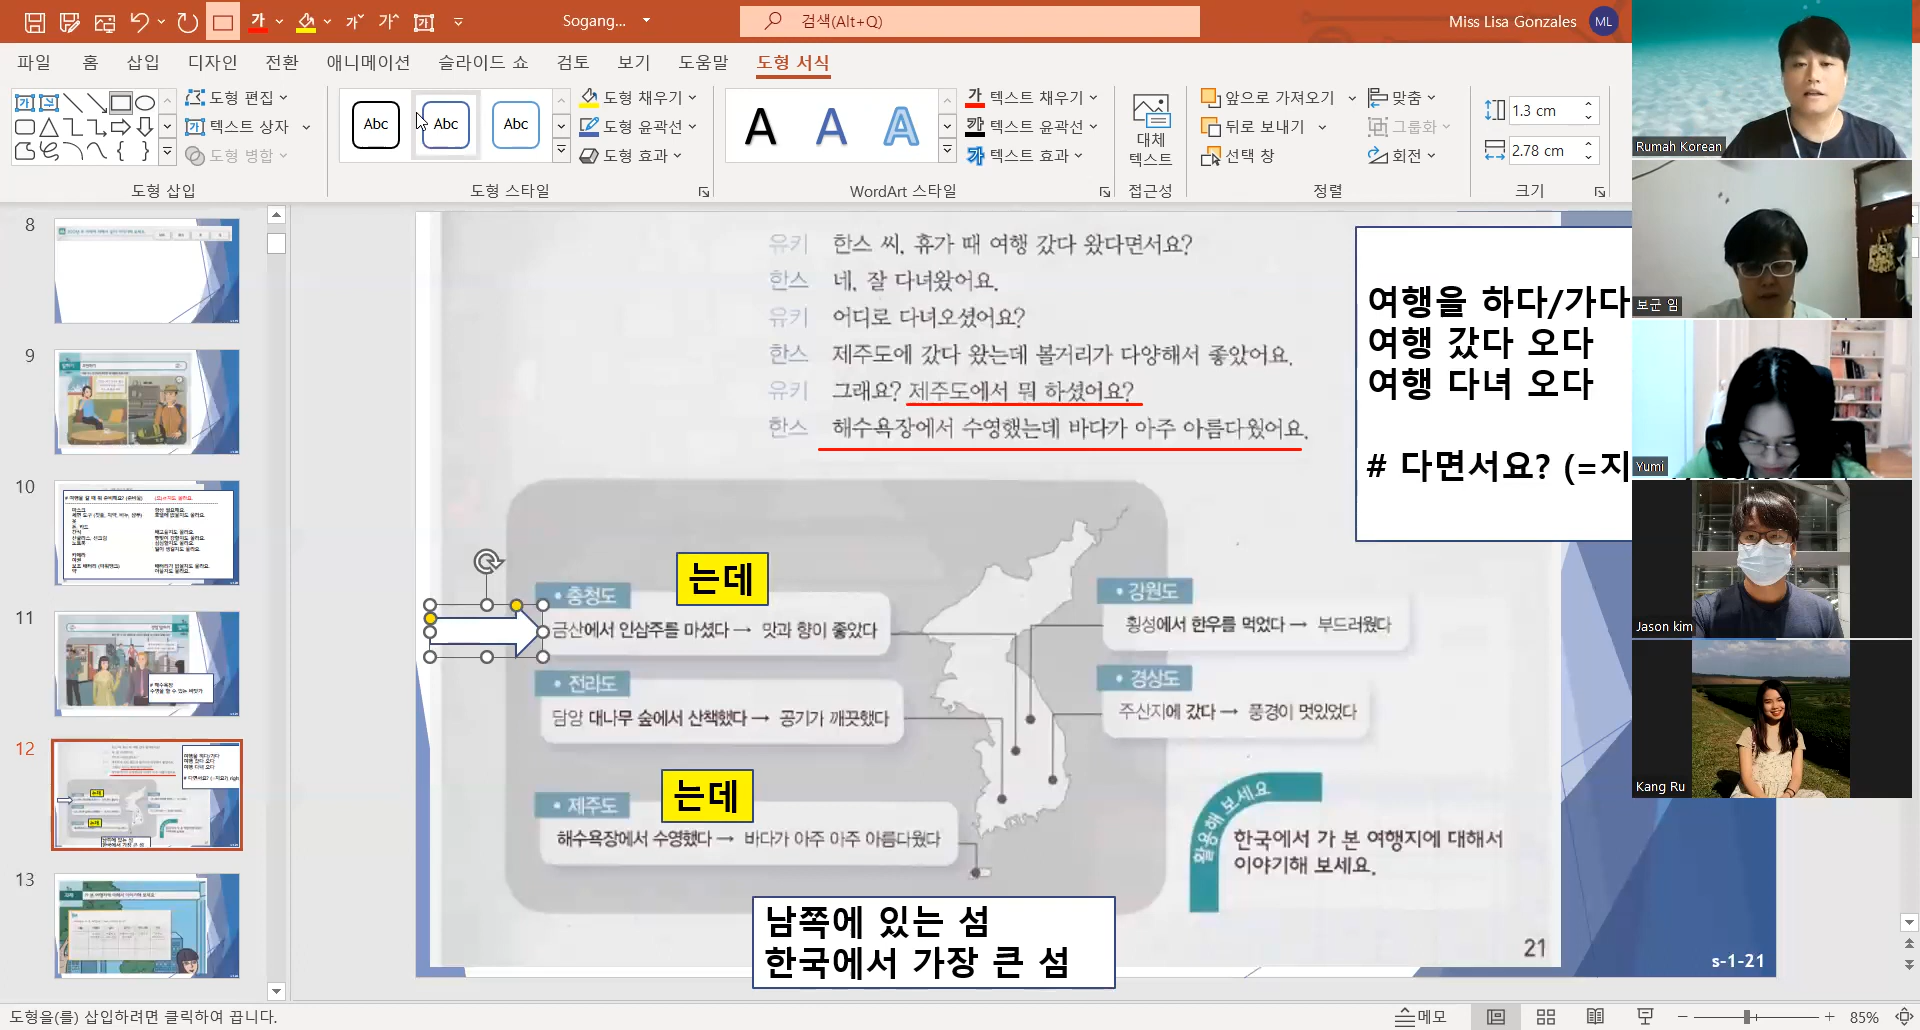 Sogang...
검색(Alt+Q)
Miss Lisa Gonzales
ML
파일 홈 삽입 디자인 전환 애니메이션 슬라이드 쇼 검토 보기 도움말 도형 서식
도형 편집
텍스트 상자
도형 병합
도형 삽입
Abc Abc Abc
도형 채우기
도형 윤곽선
도형 효과
도형 스타일
A A A
텍스트 채우기
텍스트 윤곽선
텍스트 효과
WordArt 스타일
대체
텍스트
접근성
앞으로 가져오기
뒤로 보내기
선택 창
맞춤
그룹화
회전
정렬
1.3 cm
2.78 cm
크기
8
9
10
11
12
13
유키 한스 씨, 휴가 때 여행 갔다 왔다면서요?
한스 네, 잘 다녀왔어요.
유키 어디로 다녀오셨어요?
한스 제주도에 갔다 왔는데 볼거리가 다양해서 좋았어요.
유키 그래요? 제주도에서 뭐 하셨어요?
한스 해수욕장에서 수영했는데 바다가 아주 아름다웠어요.
여행을 하다/가다
여행 갔다 오다
여행 다녀 오다
# 다면서요? (=지
는데
• 충청도
금산에서 인삼주를 마셨다 → 맛과 향이 좋았다
• 전라도
담양 대나무 숲에서 산책했다 → 공기가 깨끗했다
는데
• 제주도
해수욕장에서 수영했다 → 바다가 아주 아주 아름다웠다
• 강원도
횡성에서 한우를 먹었다 → 부드러웠다
• 경상도
주산지에 갔다 → 풍경이 멋있었다
활용해 보세요
한국에서 가 본 여행지에 대해서
이야기해 보세요.
남쪽에 있는 섬
한국에서 가장 큰 섬
21
s-1-21
Rumah Korean
보군 임
Yumi
Jason kim
Kang Ru
도형을(를) 삽입하려면 클릭하여 끕니다.
메모
85%